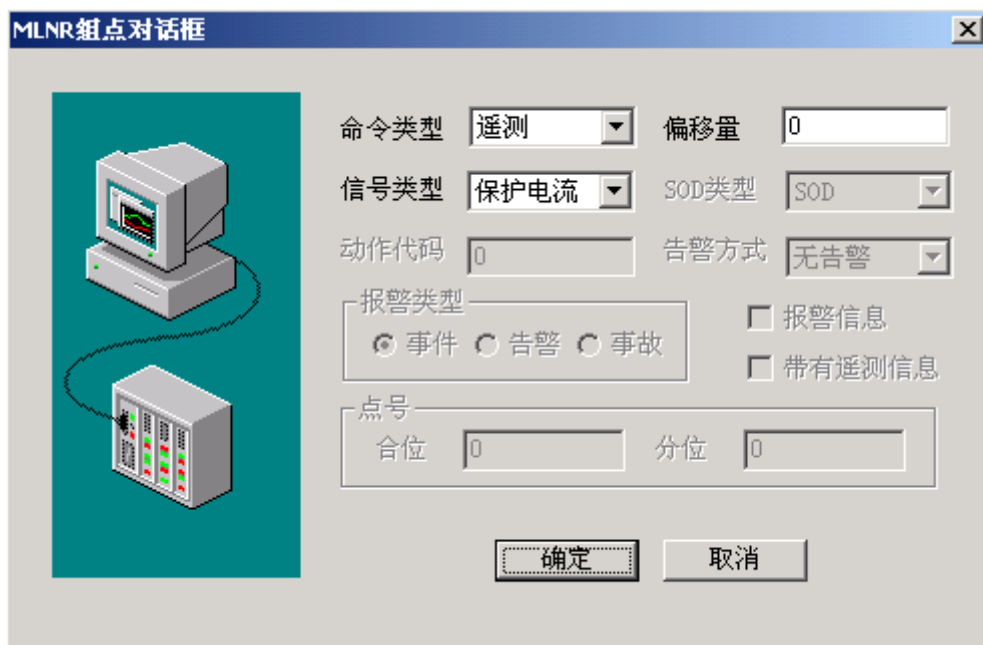 MLNR组点对话框
命令类型 遥测 偏移量 0
信号类型 保护电流 SOD类型 SOD
动作代码 0 告警方式 无告警
报警类型
事件 告警 事故
报警信息
带有遥测信息
点号
合位 0 分位 0
确定 取消